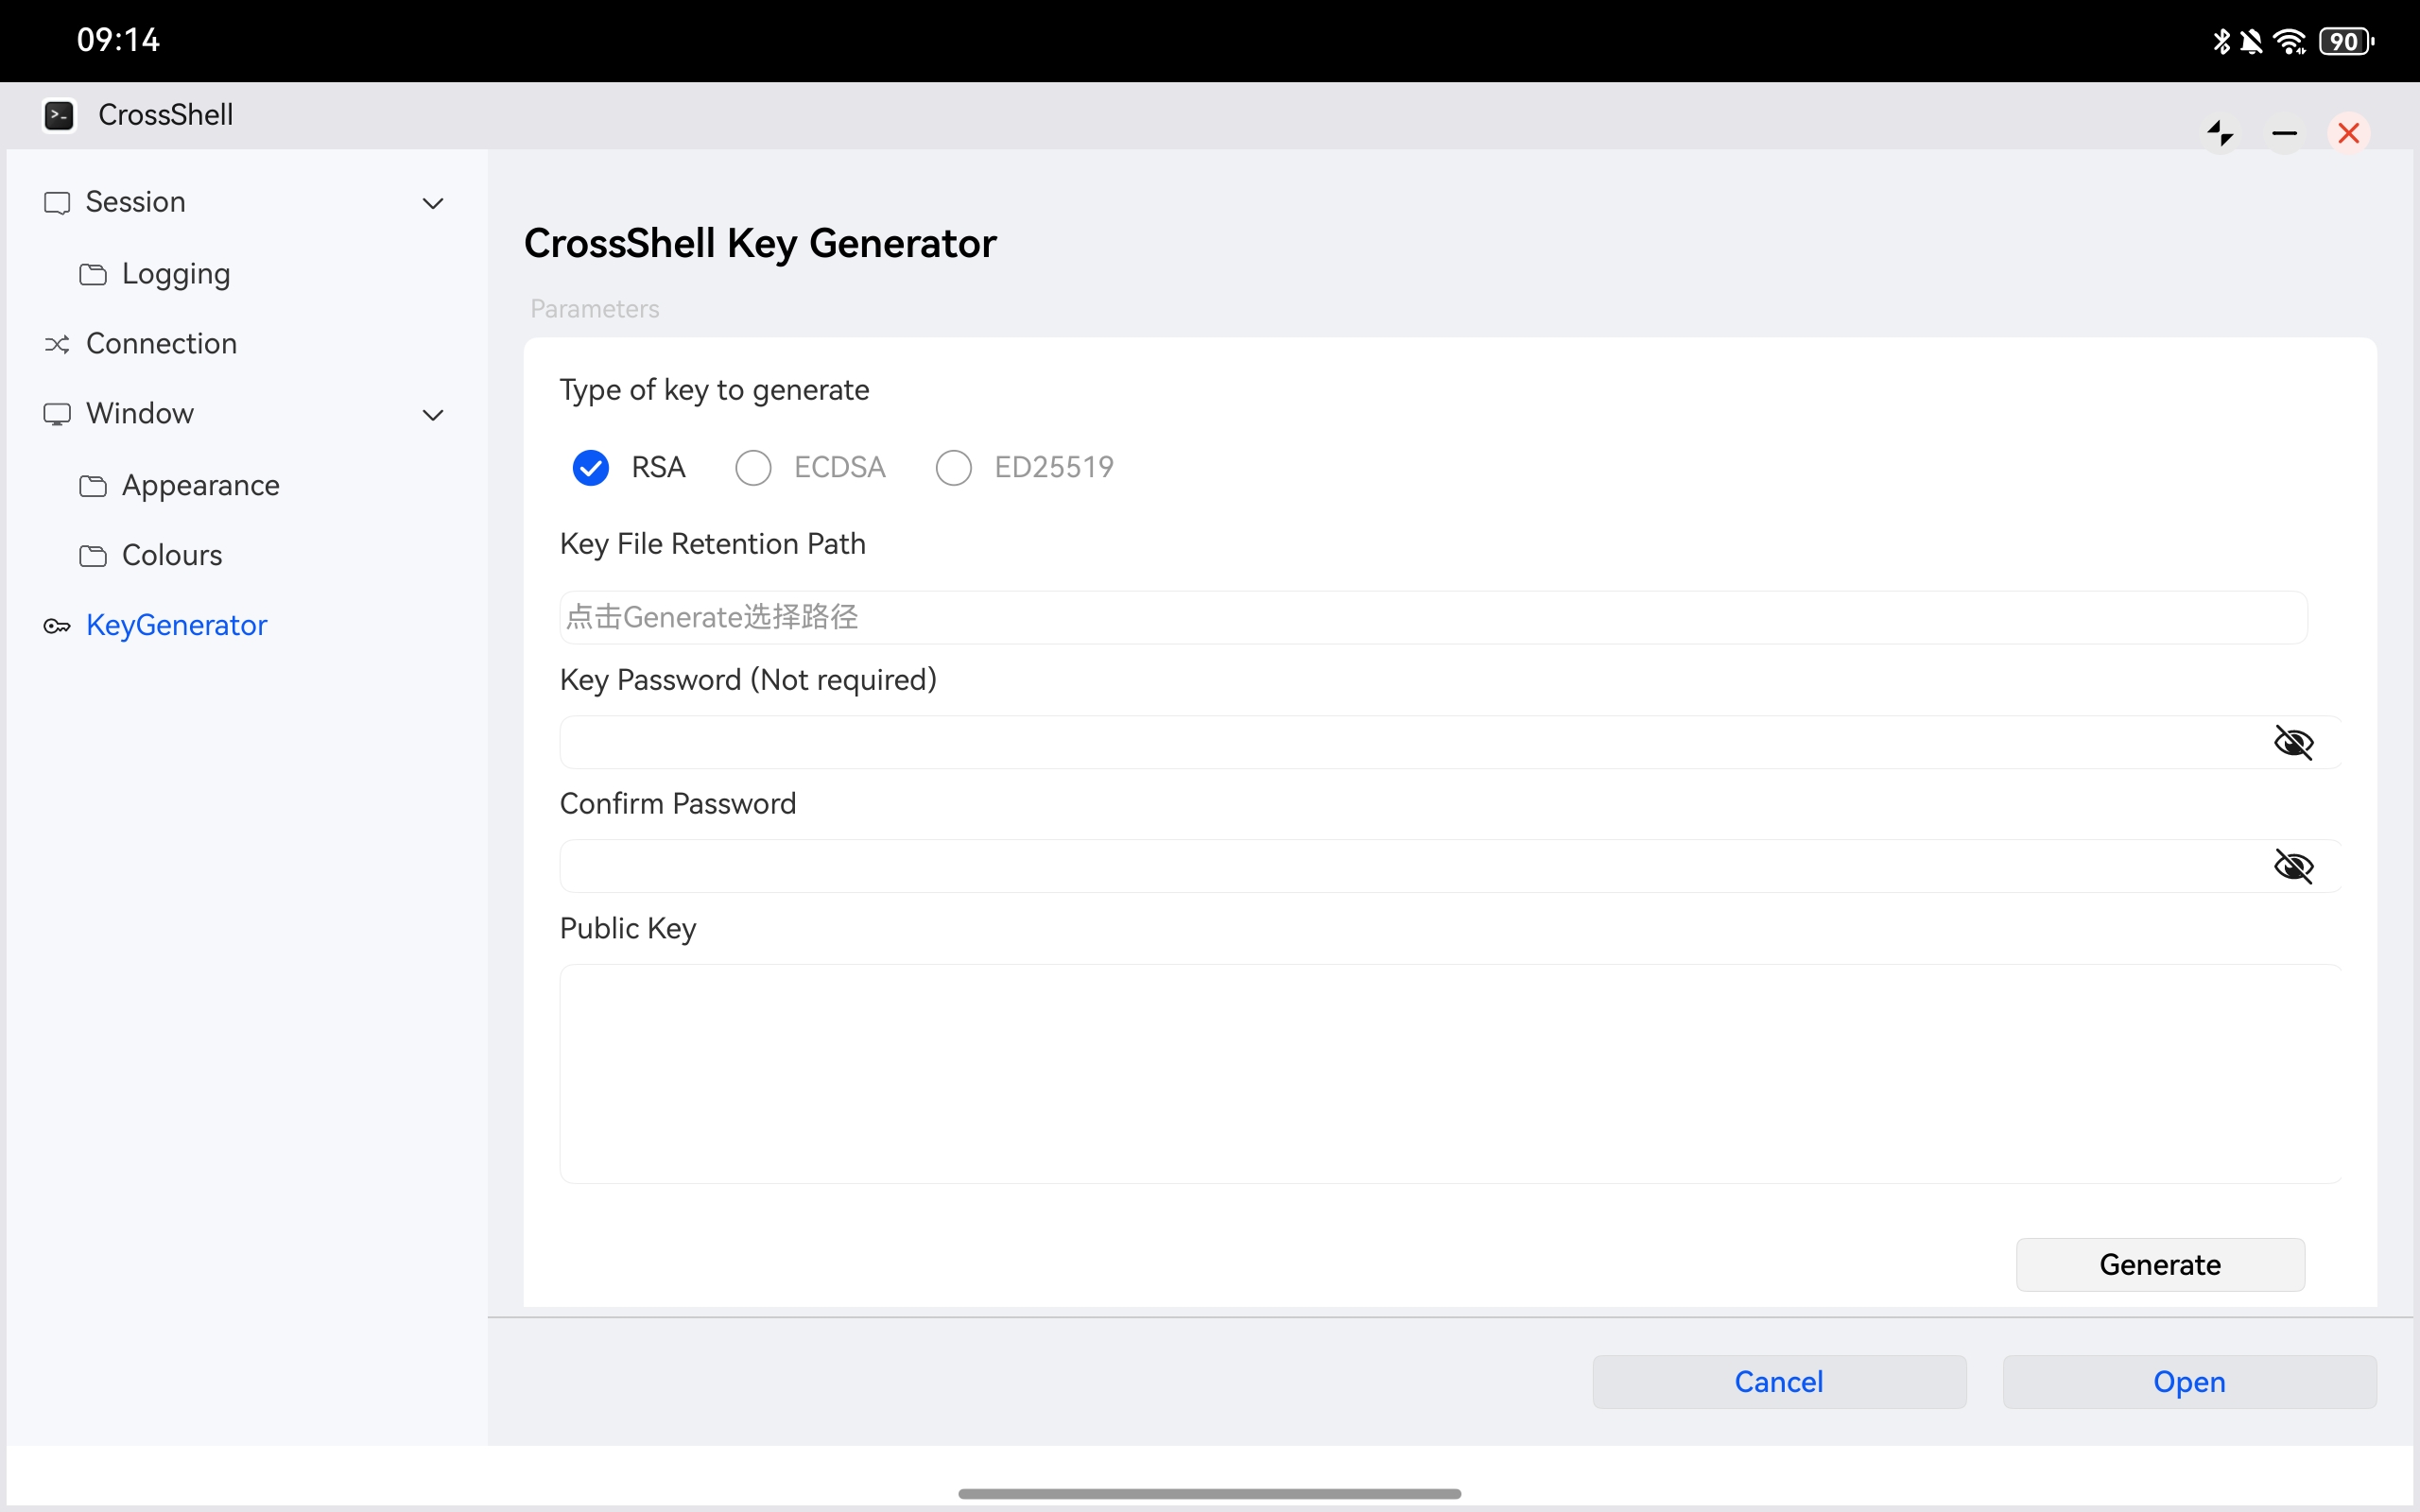 09:14
90
CrossShell
Session
Logging
Connection
Window
Appearance
Colours
KeyGenerator
CrossShell Key Generator
Parameters
Type of key to generate
RSA ECDSA ED25519
Key File Retention Path
点击Generate选择路径
Key Password (Not required)
Confirm Password
Public Key
Generate
Cancel Open